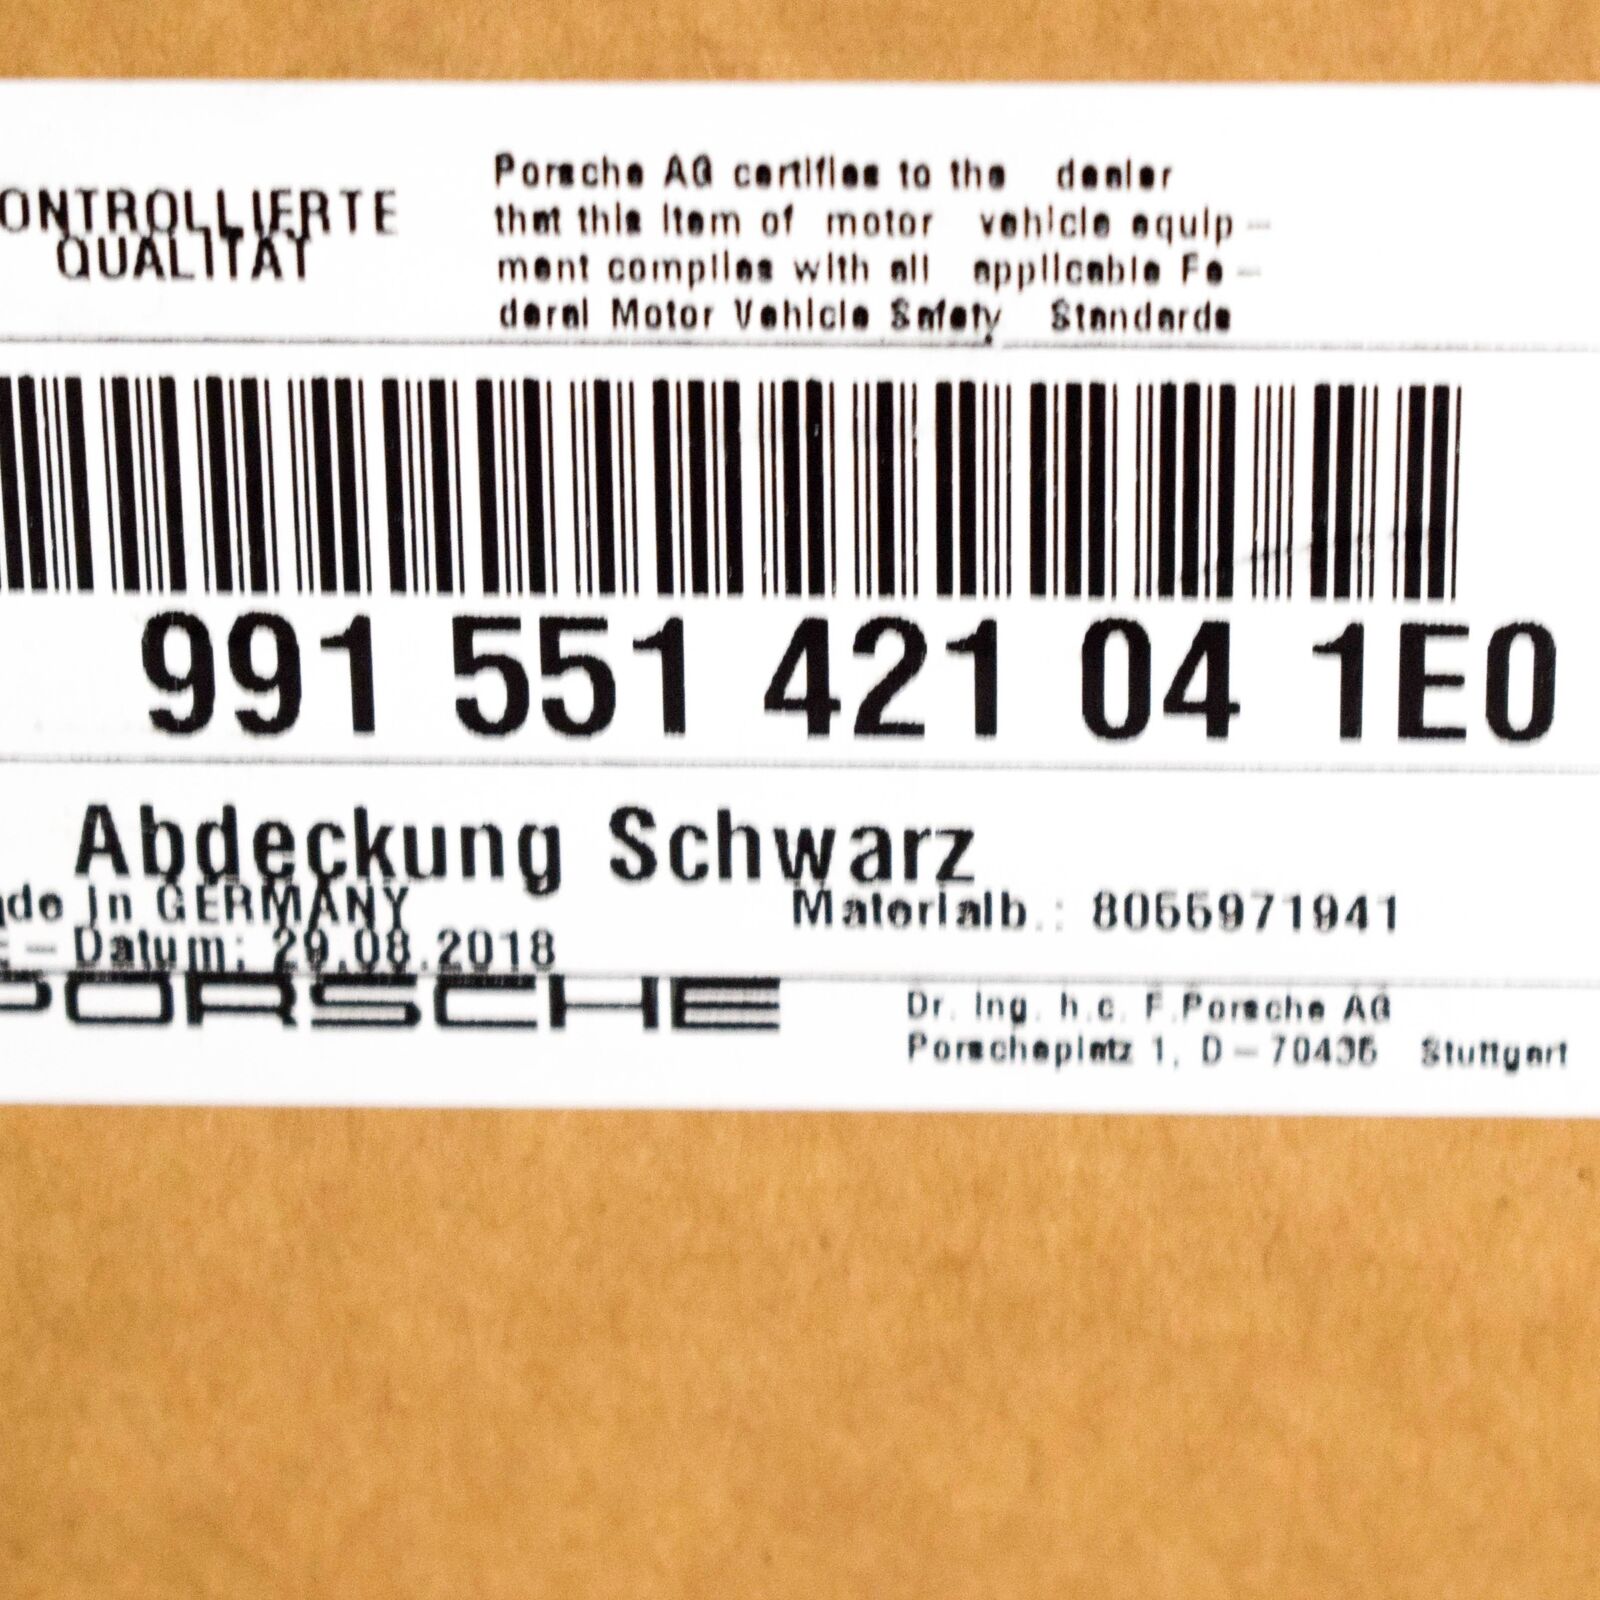 ONTROLLIERTE
QUALITÄT
Porsche AG certifies to the dealer
that this item of motor vehicle equip-
ment complies with all applicable Fe-
deral Motor Vehicle Safety Standards
991 551 421 04 1E0
Abdeckung Schwarz
de in GERMANY
Materialb.: 8055971941
E-Datum: 29.08.2018
PORSCHE
Dr. Ing. h.c. F.Porsche AG
Porscheplatz 1, D-70435 Stuttgart